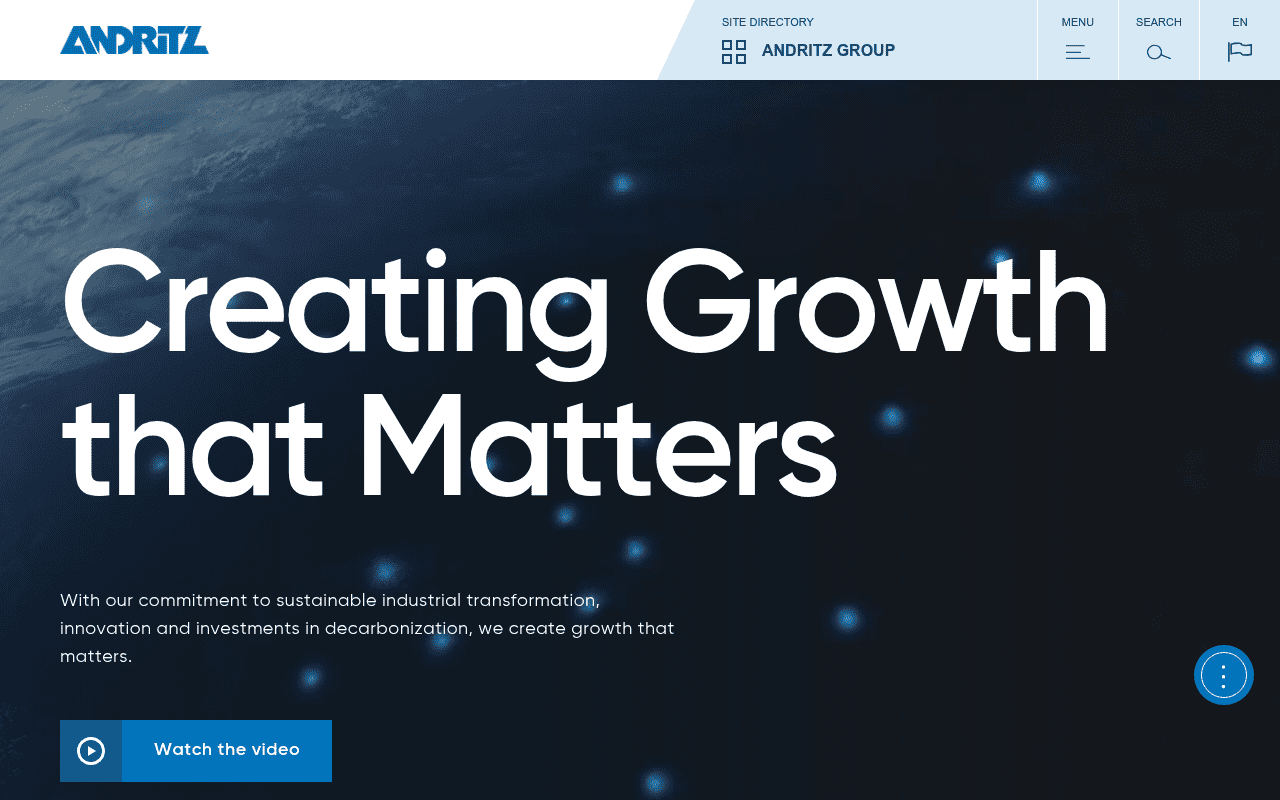 ANDRITZ
SITE DIRECTORY
ANDRITZ GROUP
MENU
SEARCH
EN
Creating Growth
that Matters
With our commitment to sustainable industrial transformation,
innovation and investments in decarbonization, we create growth that
matters.
Watch the video